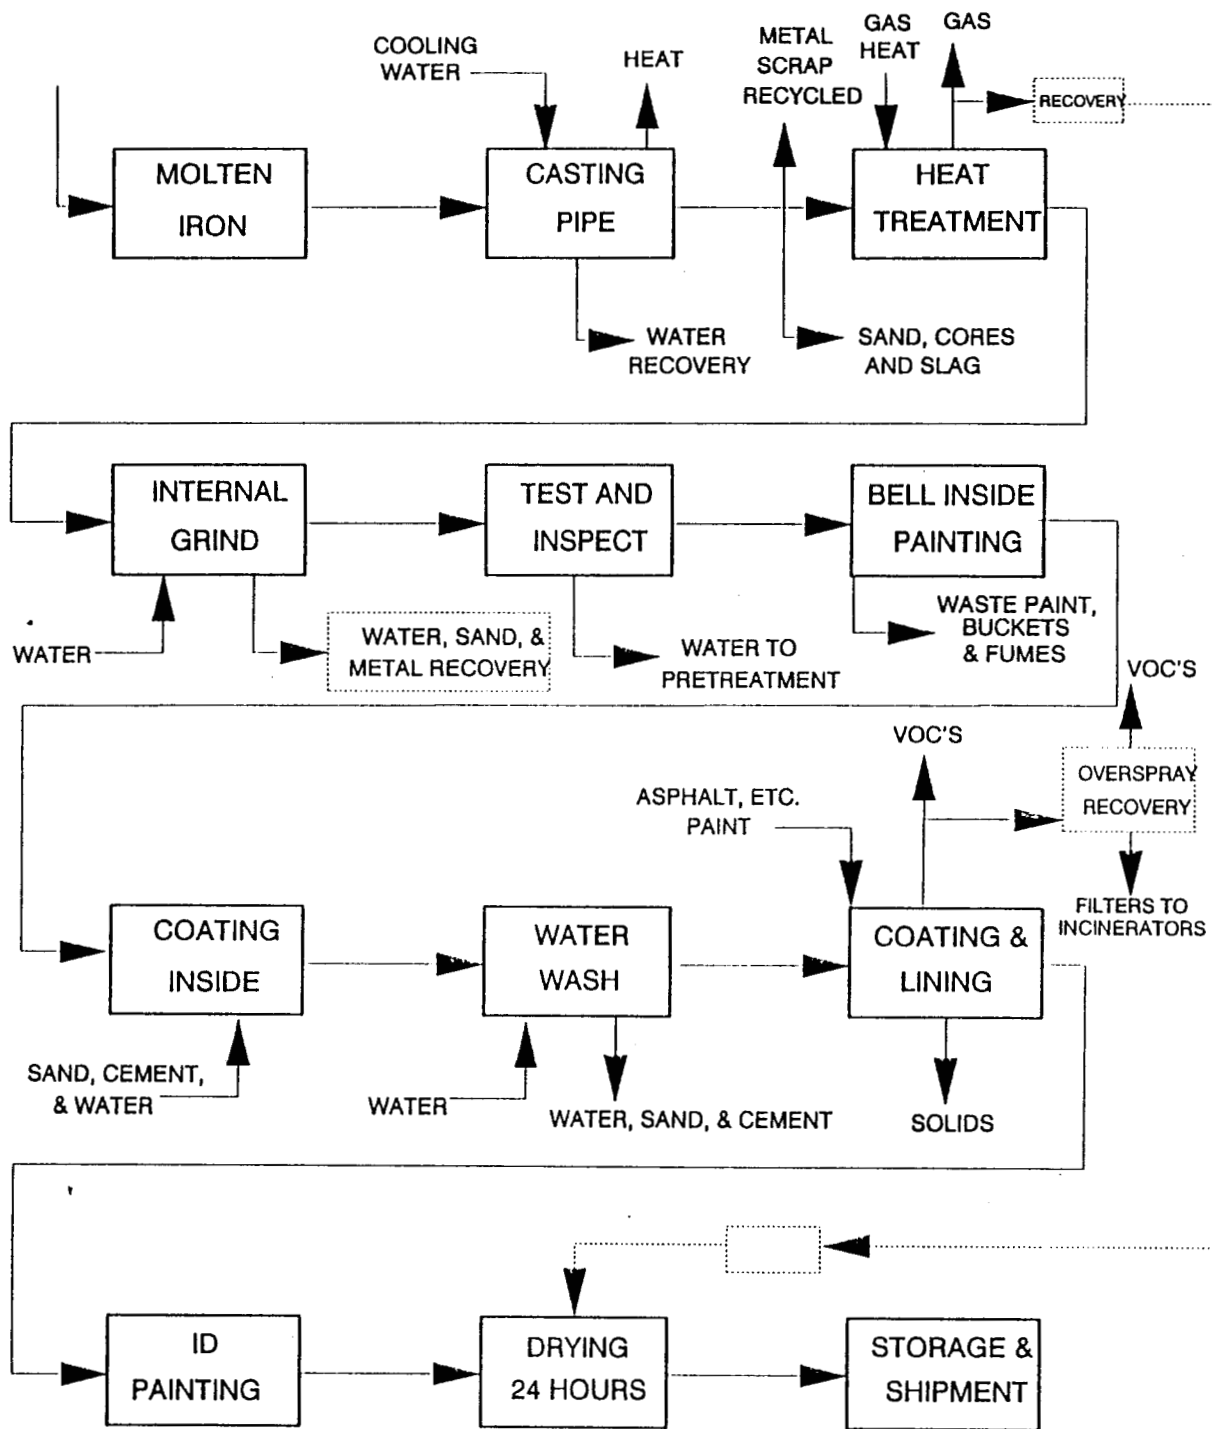 COOLING
WATER
HEAT
METAL
SCRAP
RECYCLED
GAS
HEAT
GAS
RECOVERY
MOLTEN
IRON
CASTING
PIPE
HEAT
TREATMENT
WATER
RECOVERY
SAND, CORES
AND SLAG
INTERNAL
GRIND
TEST AND
INSPECT
BELL INSIDE
PAINTING
WATER
WATER, SAND, &
METAL RECOVERY
WATER TO
PRETREATMENT
WASTE PAINT,
BUCKETS
& FUMES
VOC'S
VOC'S
OVERSPRAY
RECOVERY
ASPHALT, ETC.
PAINT
FILTERS TO
INCINERATORS
COATING
INSIDE
WATER
WASH
COATING &
LINING
SAND, CEMENT,
& WATER
WATER
WATER, SAND, & CEMENT
SOLIDS
ID
PAINTING
DRYING
24 HOURS
STORAGE &
SHIPMENT